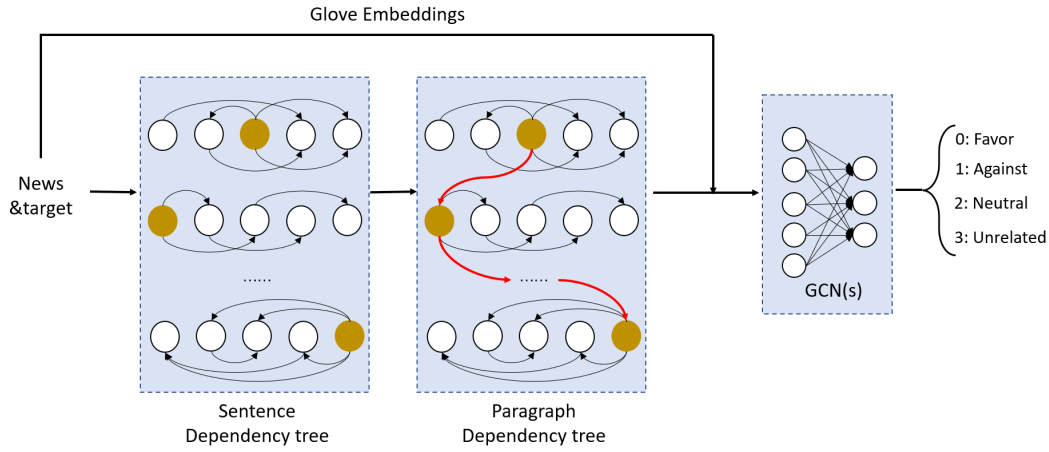 Glove Embeddings
News
&target
......
......
Sentence
Dependency tree
Paragraph
Dependency tree
GCN(s)
0: Favor
1: Against
2: Neutral
3: Unrelated